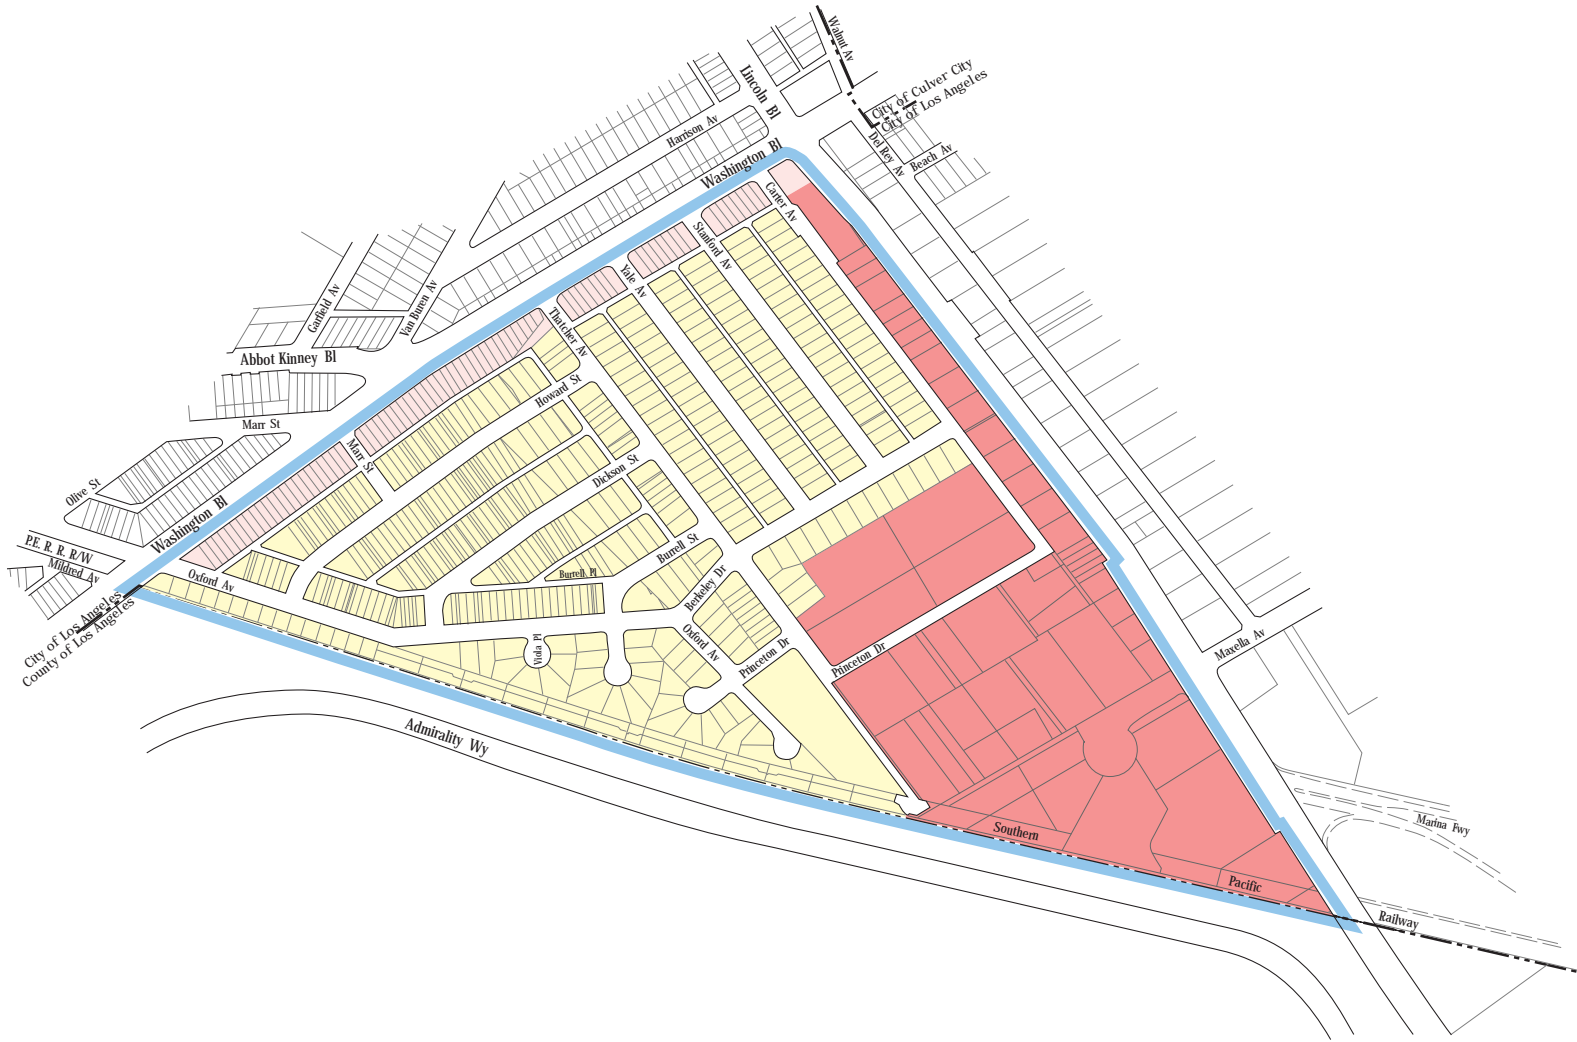 Walnut Av
Lincoln Bl
City of Culver City
City of Los Angeles
Harrison Av
Del Rey Av
Beach Av
Washington Bl
Carter Av
Stanford Av
Yale Av
Garfield Av
Van Buren Av
Thatcher Av
Abbot Kinney Bl
Howard St
Marr St
Marr St
Dickson St
Olive St
Washington Bl
P.E. R. R. R/W
Mildred Av
Burrell St
Burrell Pl
Oxford Av
Berkeley Dr
City of Los Angeles
County of Los Angeles
Viola Pl
Oxford Av
Princeton Dr
Princeton Dr
Maxella Av
Admirality Wy
Southern
Marina Fwy
Pacific
Railway